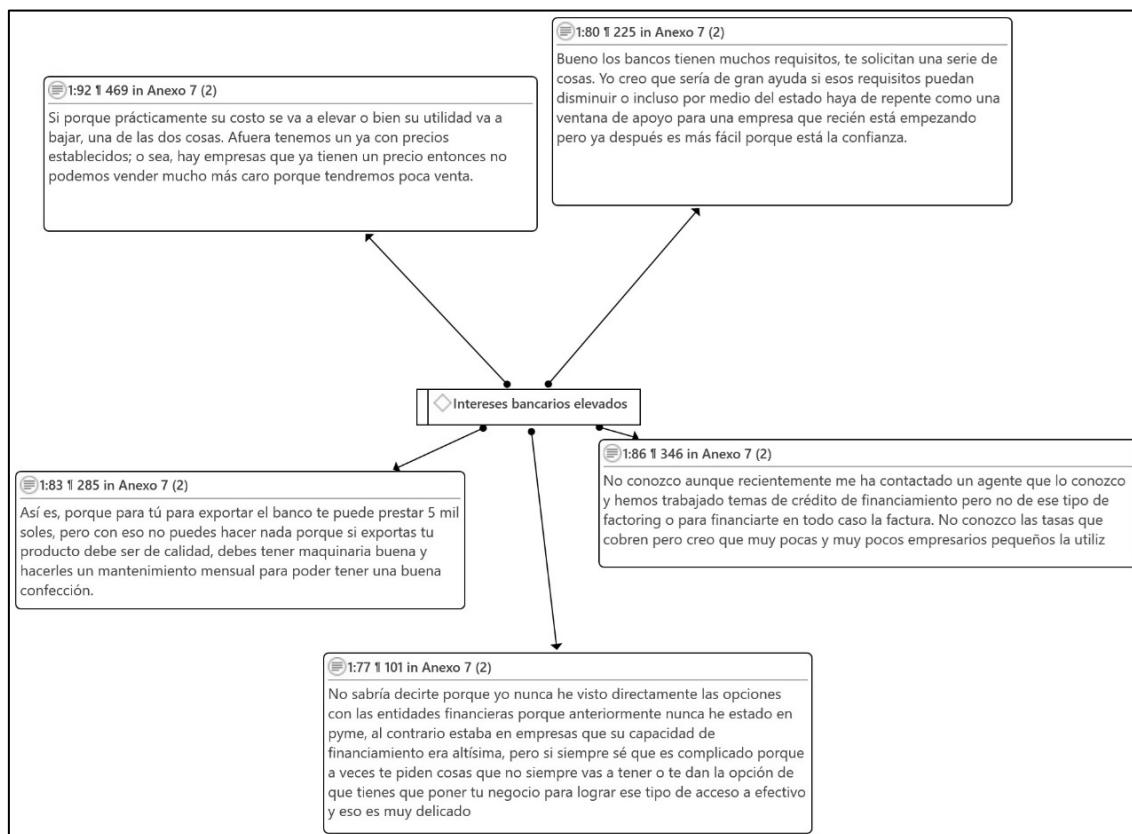 1:92 ¶ 469 in Anexo 7 (2)
Si porque prácticamente su costo se va a elevar o bien su utilidad va a
bajar, una de las dos cosas. Afuera tenemos un ya con precios
establecidos; o sea, hay empresas que ya tienen un precio entonces no
podemos vender mucho más caro porque tendremos poca venta.
1:80 ¶ 225 in Anexo 7 (2)
Bueno los bancos tienen muchos requisitos, te solicitan una serie de
cosas. Yo creo que sería de gran ayuda si esos requisitos puedan
disminuir o incluso por medio del estado haya de repente como una
ventana de apoyo para una empresa que recién está empezando
pero ya después es más fácil porque está la confianza.
Intereses bancarios elevados
1:83 ¶ 285 in Anexo 7 (2)
Así es, porque para tú para exportar el banco te puede prestar 5 mil
soles, pero con eso no puedes hacer nada porque si exportas tu
producto debe ser de calidad, debes tener maquinaria buena y
hacerles un mantenimiento mensual para poder tener una buena
confección.
1:86 ¶ 346 in Anexo 7 (2)
No conozco aunque recientemente me ha contactado un agente que lo conozco
y hemos trabajado temas de crédito de financiamiento pero no de ese tipo de
factoring o para financiarte en todo caso la factura. No conozco las tasas que
cobren pero creo que muy pocas y muy pocos empresarios pequeños la utiliz
1:77 ¶ 101 in Anexo 7 (2)
No sabría decirte porque yo nunca he visto directamente las opciones
con las entidades financieras porque anteriormente nunca he estado en
pyme, al contrario estaba en empresas que su capacidad de
financiamiento era altísima, pero si siempre sé que es complicado porque
a veces te piden cosas que no siempre vas a tener o te dan la opción de
que tienes que poner tu negocio para lograr ese tipo de acceso a efectivo
y eso es muy delicado